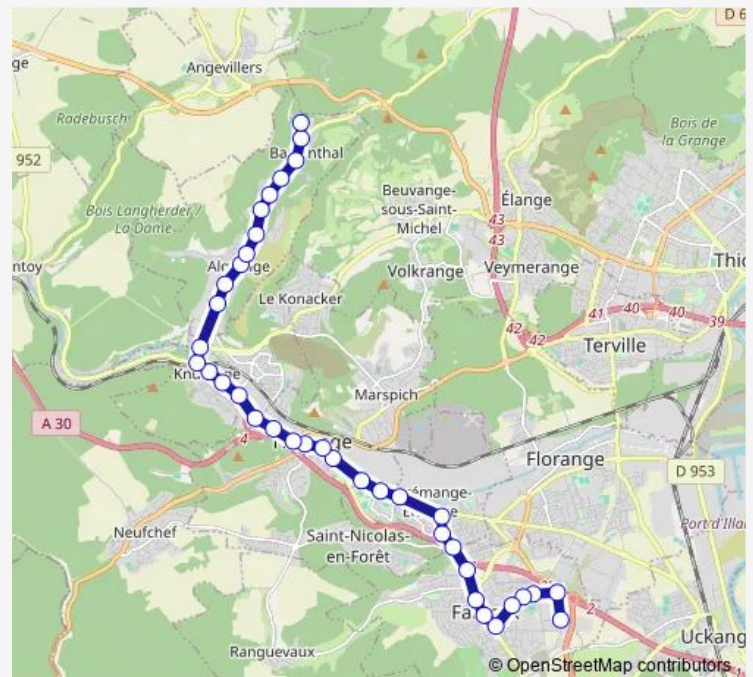 D 6
ge
Angevillers
Radebusch
Bois de
la Grange
952
Beuvange-
sous-Saint-
Michel
Élange
Bois Langherder /
La Dame
43
43
ntoy
Volkrange
Veymerange
Thio
Le Konacker
41
40
40
39
42
42
Terville
Marspich
A 30
4
Florange
D 953
Neufchef
Saint-Nicolas-
en-Forêt
Port d'Illan
2
Ranguevaux
Uckang
© OpenStreetMap contributors